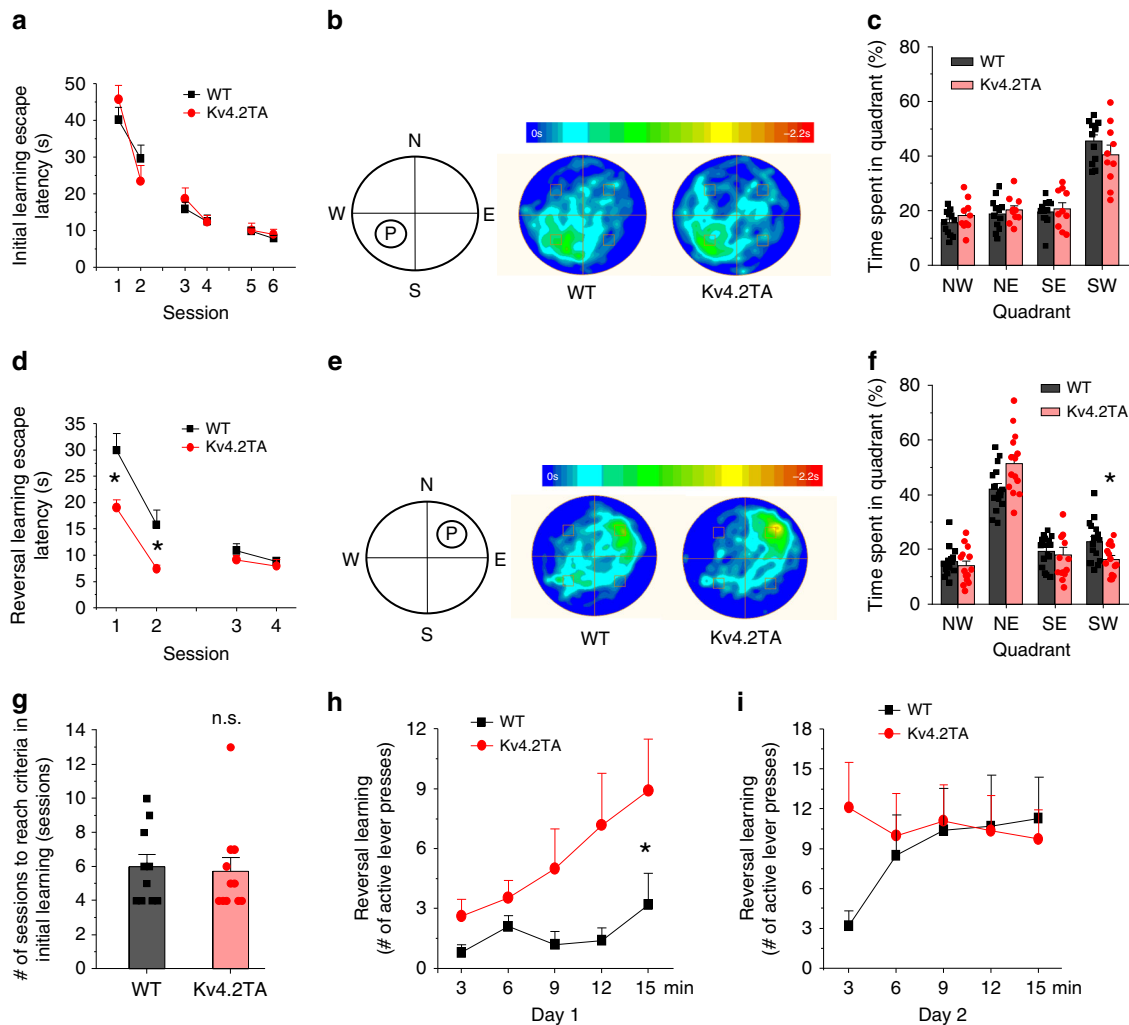 a
Initial learning escape
latency (s)
50
40
30
20
10
0
WT
Kv4.2TA
1 2 3 4 5 6
Session
b
N
W
E
S
P
0s
−2.2s
WT
Kv4.2TA
c
Time spent in quadrant (%)
80
60
40
20
0
WT
Kv4.2TA
NW NE SE SW
Quadrant
d
Reversal learning escape
latency (s)
35
30
25
20
15
10
5
0
WT
Kv4.2TA
*
*
1 2 3 4
Session
e
N
W
E
S
P
0s
−2.2s
WT
Kv4.2TA
f
Time spent in quadrant (%)
80
60
40
20
0
WT
Kv4.2TA
*
NW NE SE SW
Quadrant
g
# of sessions to reach criteria in
initial learning (sessions)
14
12
10
8
6
4
2
0
n.s.
WT Kv4.2TA
h
Reversal learning
(# of active lever presses)
12
9
6
3
0
WT
Kv4.2TA
*
3 6 9 12 15 min
Day 1
i
Reversal learning
(# of active lever presses)
18
15
12
9
6
3
0
WT
Kv4.2TA
3 6 9 12 15 min
Day 2